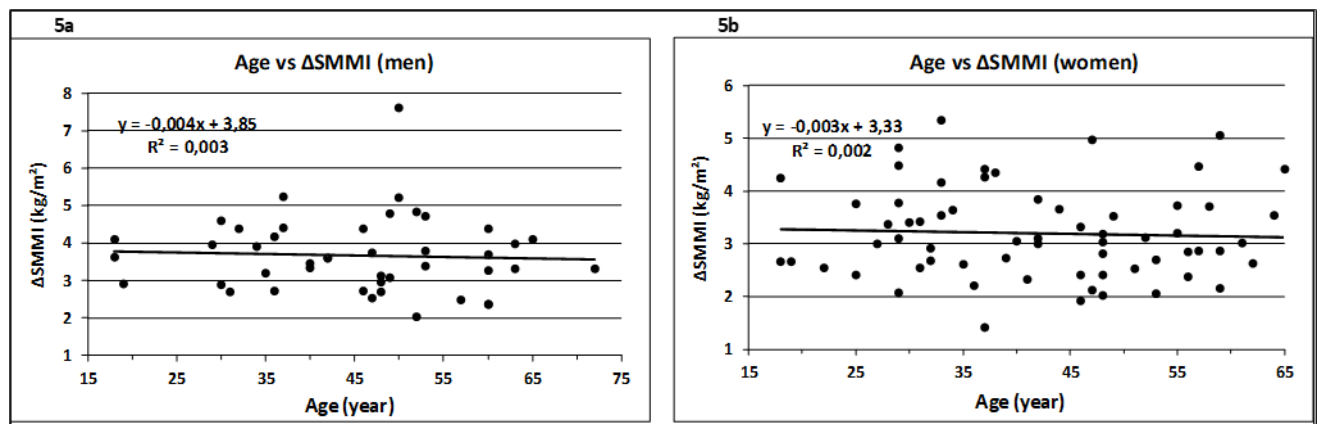 5a
Age vs ΔSMMI (men)
ΔSMMI (kg/m²)
8
7
6
5
4
3
2
1
y = -0,004x + 3,85
R² = 0,003
15 25 35 45 55 65 75
Age (year)
5b
Age vs ΔSMMI (women)
ΔSMMI (kg/m²)
6
5
4
3
2
1
y = -0,003x + 3,33
R² = 0,002
15 25 35 45 55 65
Age (year)